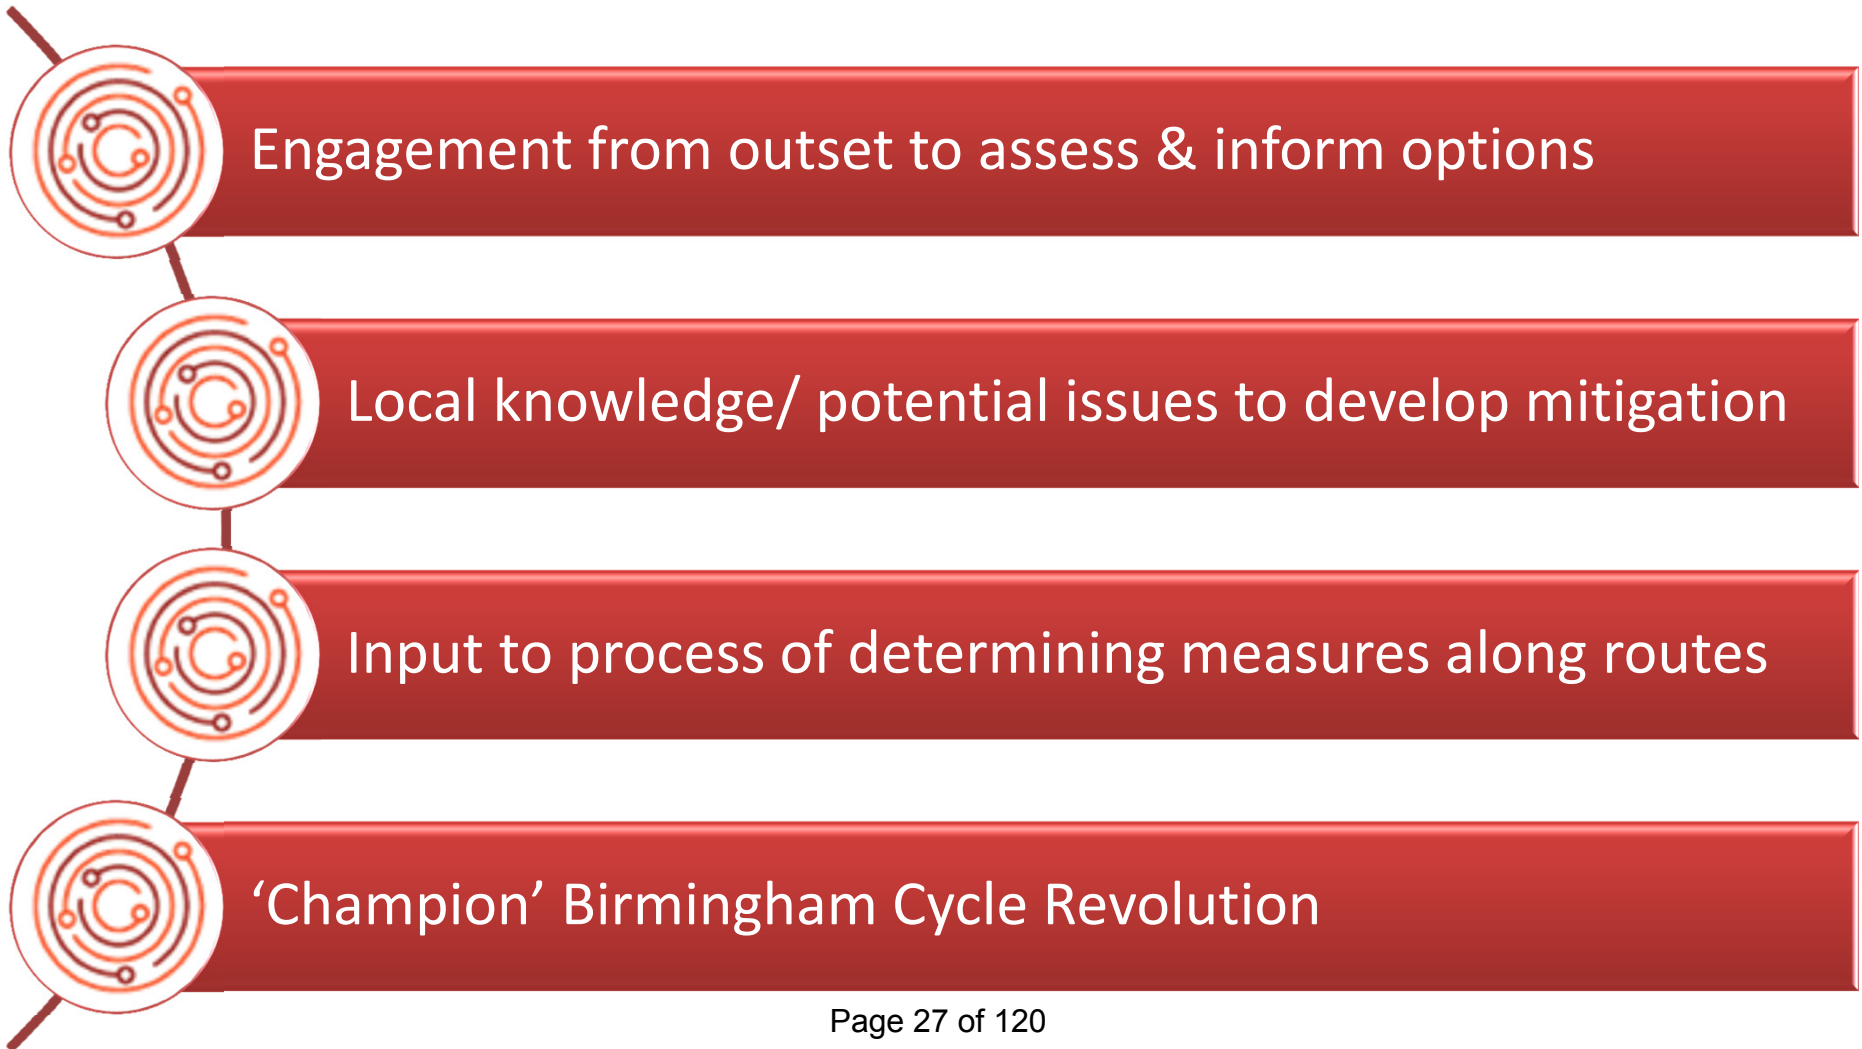 Engagement from outset to assess & inform options
Local knowledge/ potential issues to develop mitigation
Input to process of determining measures along routes
‘Champion’ Birmingham Cycle Revolution
Page 27 of 120